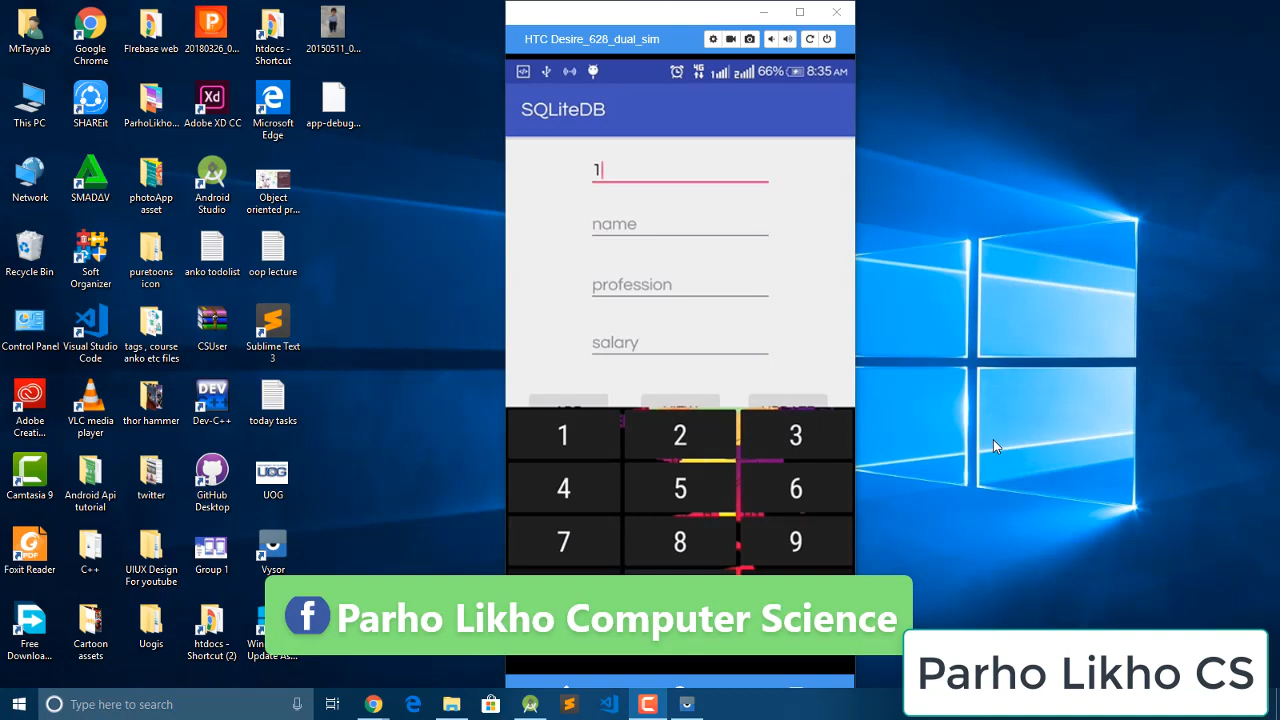 HTC Desire_628_dual_sim
66%
8:35 AM
SQLiteDB
1
name
profession
salary
1
2
3
4
5
6
7
8
9
MrTayyab
Google Chrome
FIrebase web
20180326_0...
htdocs - Shortcut
20150511_0...
This PC
SHAREit
ParhoLikho...
Adobe XD CC
Microsoft Edge
app-debug...
Network
SMADAV
photoApp asset
Android Studio
Object oriented pr...
Recycle Bin
Soft Organizer
puretoons icon
anko todolist
oop lecture
Control Panel
Visual Studio Code
tags , course anko etc files
CSUser
Sublime Text 3
Adobe Creati...
VLC media player
thor hammer
Dev-C++
today tasks
Camtasia 9
Android Api tutorial
twitter
GitHub Desktop
UOG
Foxit Reader
C++
UIUX Design For youtube
Group 1
Vysor
Free Downloa...
Cartoon assets
Uogis
htdocs - Shortcut (2)
Parho Likho Computer Science
Parho Likho CS
Type here to search